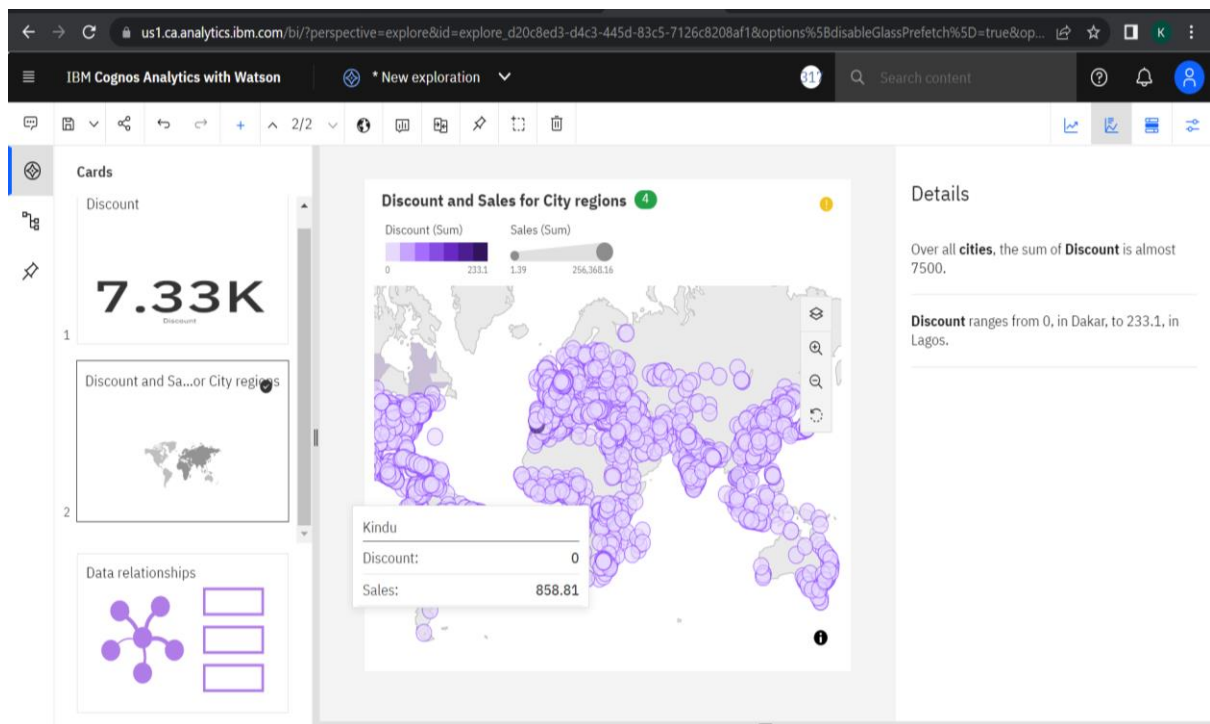 us1.ca.analytics.ibm.com/bi/?perspective=explore&id=explore_d20c8ed3-d4c3-445d-83c5-7126c8208af1&options%5BdisableGlassPrefetch%5D=true&op...
K
IBM Cognos Analytics with Watson
* New exploration
Search content
2/2
Cards
Discount
7.33K
Discount
1
Discount and Sa...or City regions
2
Data relationships
Discount and Sales for City regions 4
Discount (Sum)
Sales (Sum)
0
233.1
1.39
256,368.16
Kindu
Discount: 0
Sales: 858.81
Details
Over all cities, the sum of Discount is almost
7500.
Discount ranges from 0, in Dakar, to 233.1, in
Lagos.